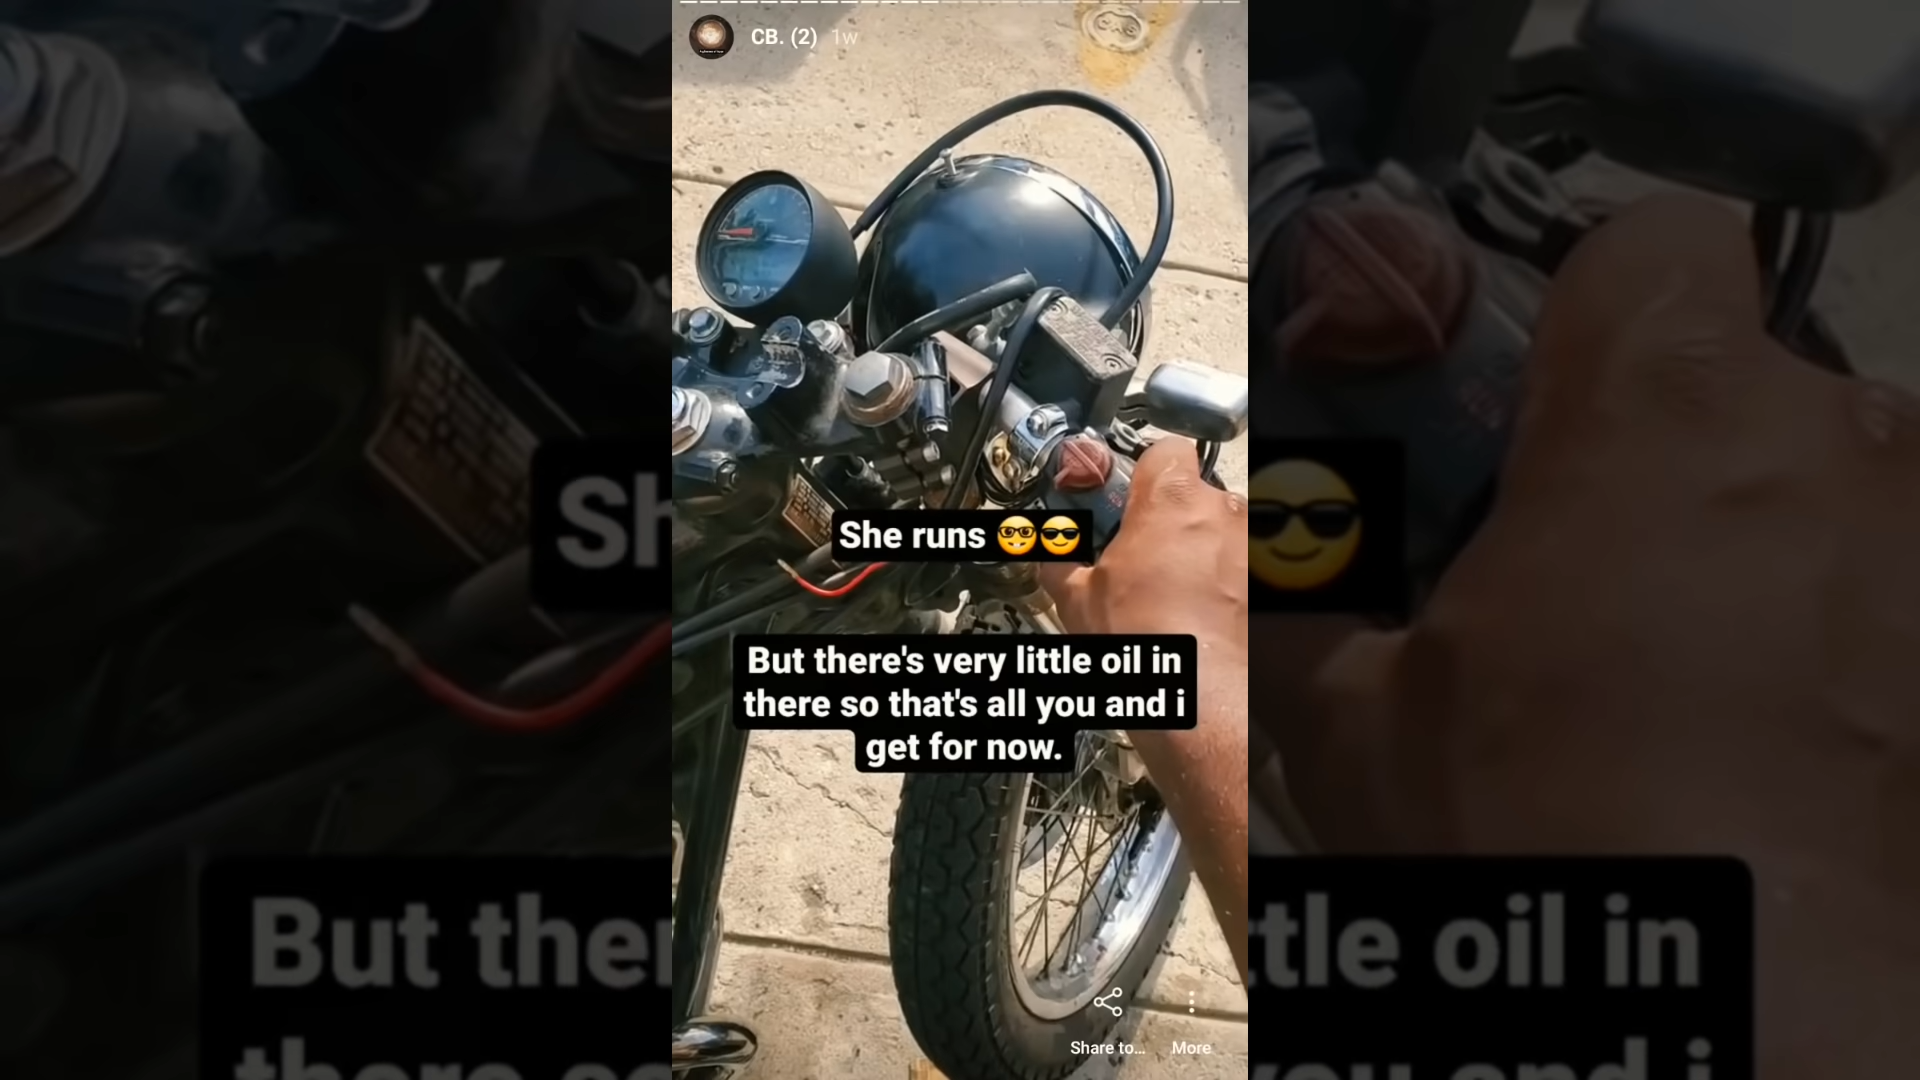 CB. (2) 1w
GAS
She runs 🤓😎
But there's very little oil in
there so that's all you and i
get for now.
Share to...
More